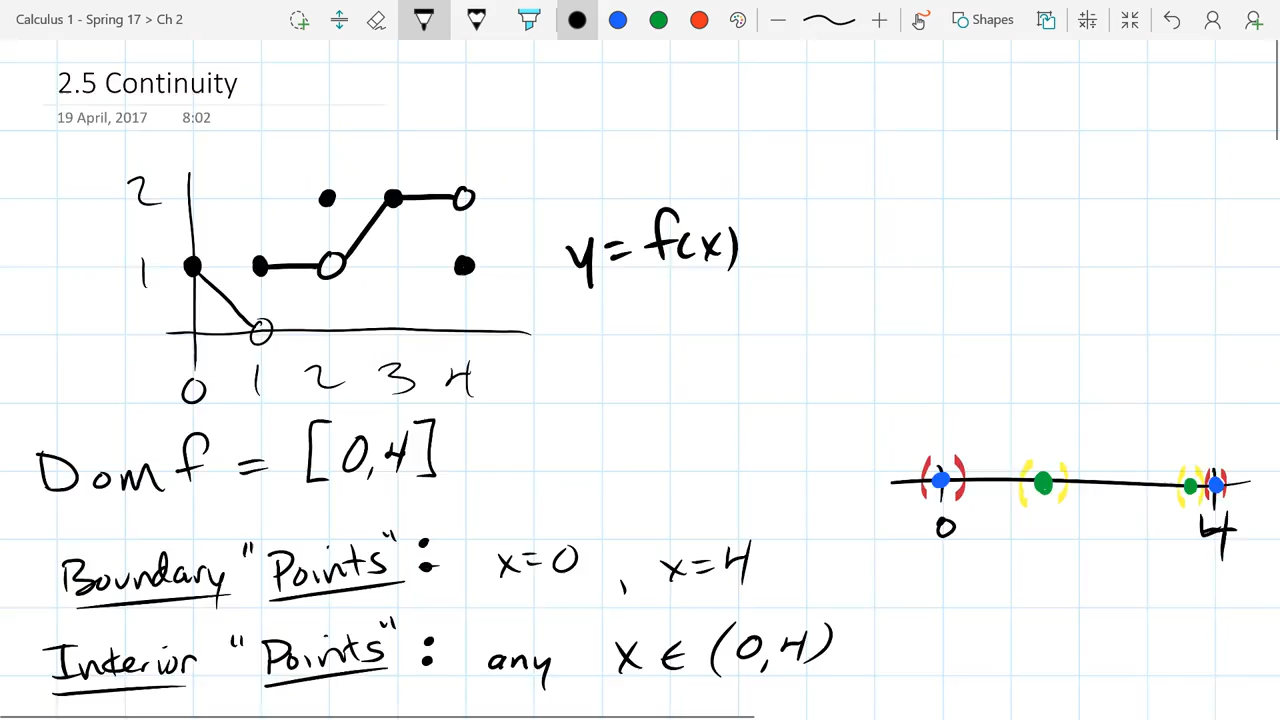 Calculus 1 - Spring 17 > Ch 2
Shapes
2.5 Continuity
19 April, 2017 8:02
2
1
y = f(x)
0 1 2 3 4
Dom f = [0,4]
0 4
Boundary "Points": x=0, x=4
Interior "Points": any x ∈ (0,4)